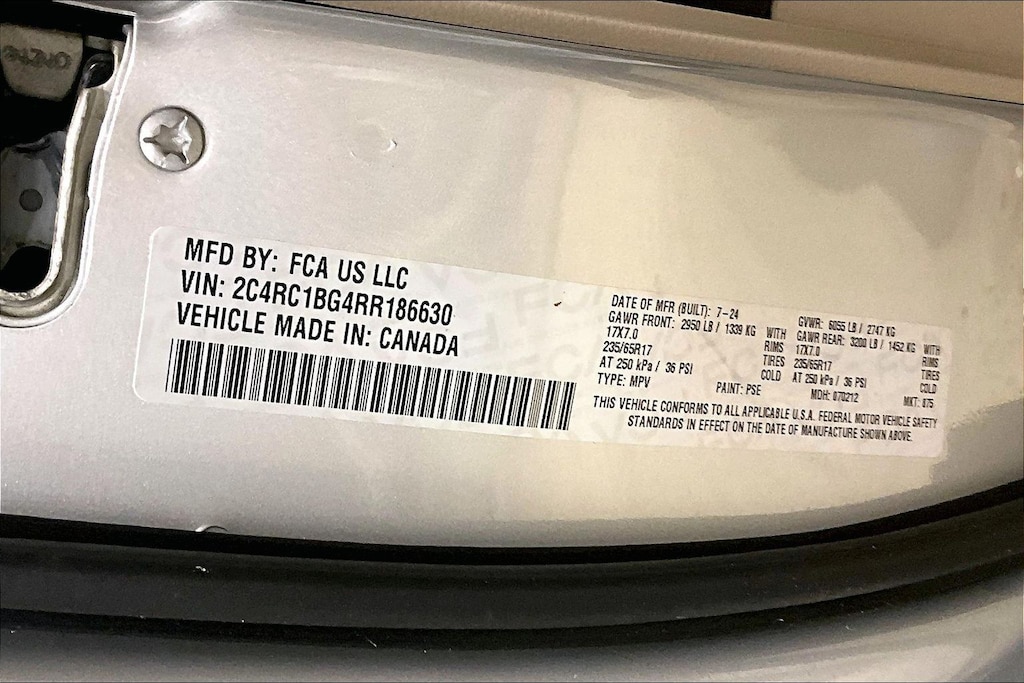 MFD BY: FCA US LLC
VIN: 2C4RC1BG4RR186630
VEHICLE MADE IN: CANADA
DATE OF MFR (BUILT): 7-24 GVWR: 6055 LB / 2747 KG
GAWR FRONT: 2950 LB / 1339 KG WITH GAWR REAR: 3200 LB / 1452 KG WITH
17X7.0 RIMS 17X7.0 RIMS
235/65R17 TIRES 235/65R17 TIRES
AT 250 kPa / 36 PSI COLD AT 250 kPa / 36 PSI COLD
TYPE: MPV PAINT: PSE MDH: 070212 MKT: 875
THIS VEHICLE CONFORMS TO ALL APPLICABLE U.S.A. FEDERAL MOTOR VEHICLE SAFETY
STANDARDS IN EFFECT ON THE DATE OF MANUFACTURE SHOWN ABOVE.